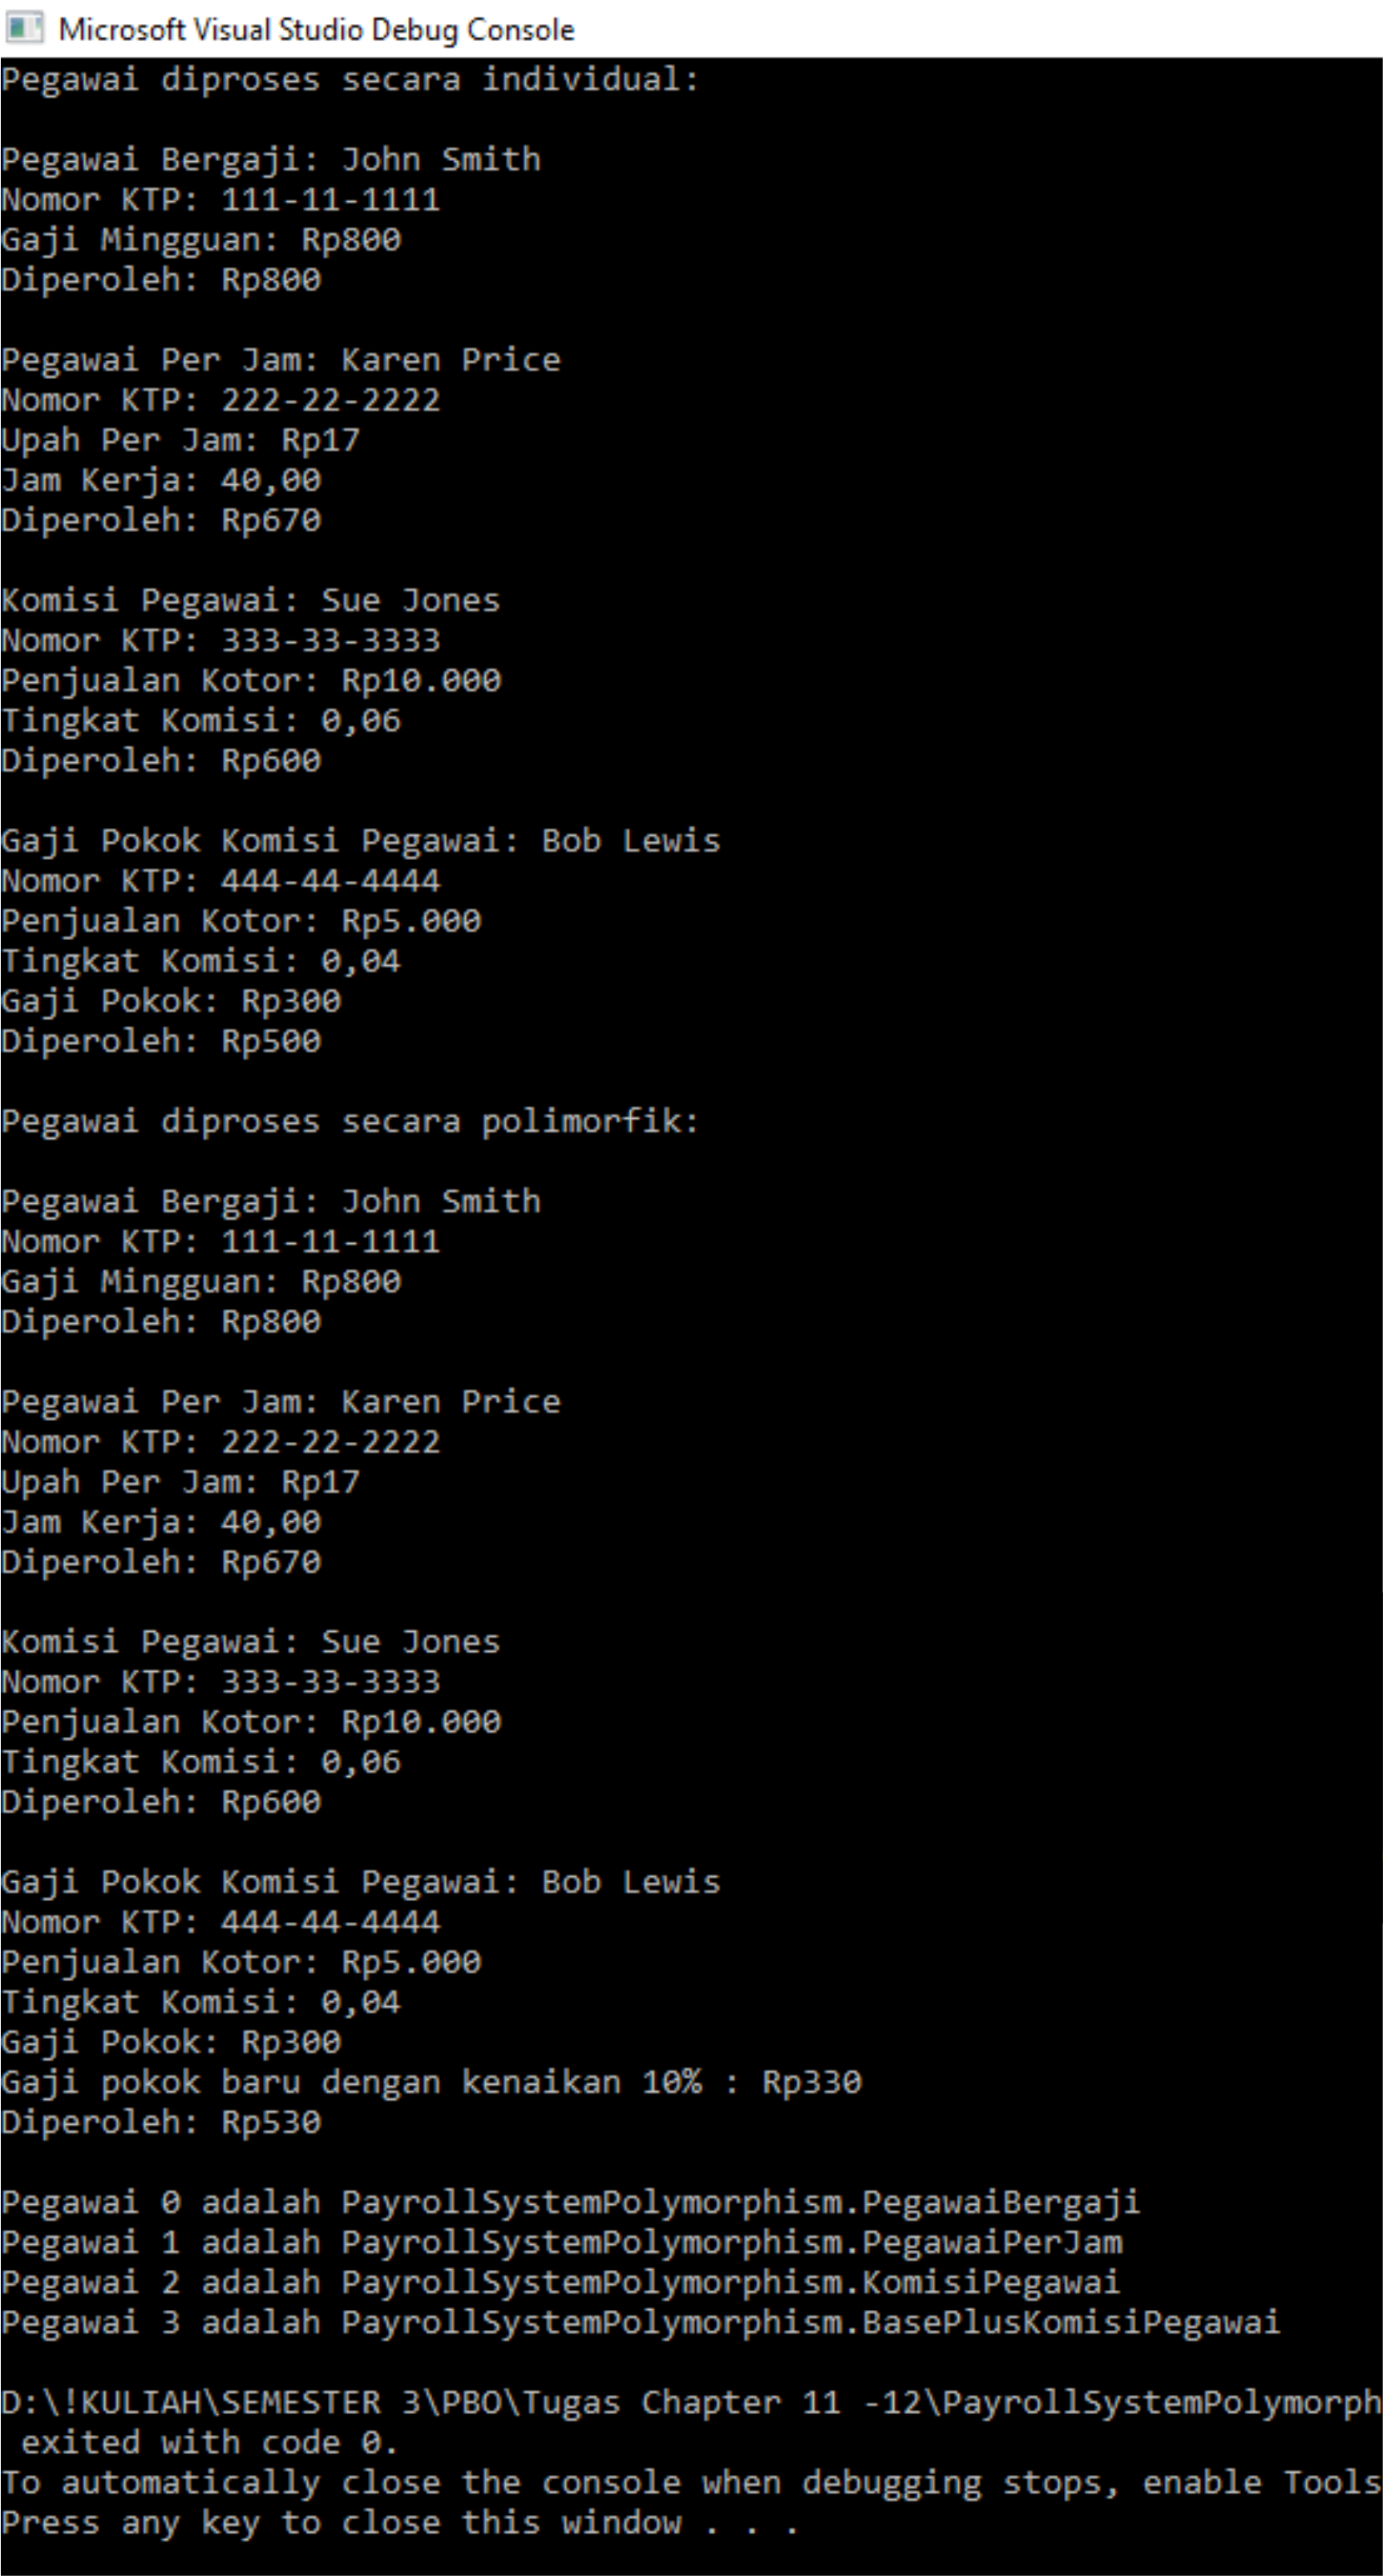 Microsoft Visual Studio Debug Console
Pegawai diproses secara individual:
Pegawai Bergaji: John Smith
Nomor KTP: 111-11-1111
Gaji Mingguan: Rp800
Diperoleh: Rp800
Pegawai Per Jam: Karen Price
Nomor KTP: 222-22-2222
Upah Per Jam: Rp17
Jam Kerja: 40,00
Diperoleh: Rp670
Komisi Pegawai: Sue Jones
Nomor KTP: 333-33-3333
Penjualan Kotor: Rp10.000
Tingkat Komisi: 0,06
Diperoleh: Rp600
Gaji Pokok Komisi Pegawai: Bob Lewis
Nomor KTP: 444-44-4444
Penjualan Kotor: Rp5.000
Tingkat Komisi: 0,04
Gaji Pokok: Rp300
Diperoleh: Rp500
Pegawai diproses secara polimorfik:
Pegawai Bergaji: John Smith
Nomor KTP: 111-11-1111
Gaji Mingguan: Rp800
Diperoleh: Rp800
Pegawai Per Jam: Karen Price
Nomor KTP: 222-22-2222
Upah Per Jam: Rp17
Jam Kerja: 40,00
Diperoleh: Rp670
Komisi Pegawai: Sue Jones
Nomor KTP: 333-33-3333
Penjualan Kotor: Rp10.000
Tingkat Komisi: 0,06
Diperoleh: Rp600
Gaji Pokok Komisi Pegawai: Bob Lewis
Nomor KTP: 444-44-4444
Penjualan Kotor: Rp5.000
Tingkat Komisi: 0,04
Gaji Pokok: Rp300
Gaji pokok baru dengan kenaikan 10% : Rp330
Diperoleh: Rp530
Pegawai 0 adalah PayrollSystemPolymorphism.PegawaiBergaji
Pegawai 1 adalah PayrollSystemPolymorphism.PegawaiPerJam
Pegawai 2 adalah PayrollSystemPolymorphism.KomisiPegawai
Pegawai 3 adalah PayrollSystemPolymorphism.BasePlusKomisiPegawai
D:\!KULIAH\SEMESTER 3\PBO\Tugas Chapter 11 -12\PayrollSystemPolymorph
exited with code 0.
To automatically close the console when debugging stops, enable Tools
Press any key to close this window . . .